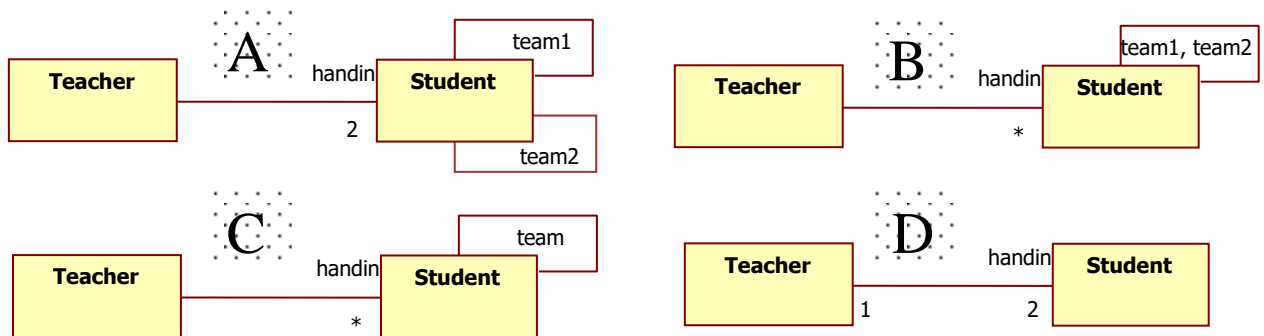 A
team1
handin
Teacher
Student
2
team2
B
team1, team2
handin
Teacher
Student
*
C
team
handin
Teacher
Student
*
D
handin
Teacher
Student
1
2